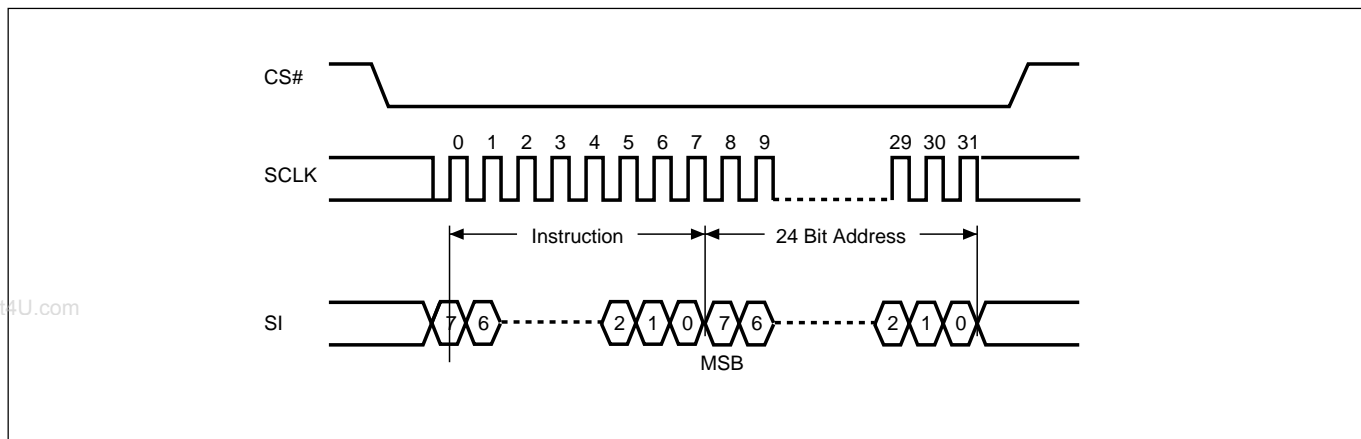 CS#
0 1 2 3 4 5 6 7 8 9 29 30 31
SCLK
Instruction 24 Bit Address
t4U.com
SI 7 6 2 1 0 7 6 2 1 0
MSB